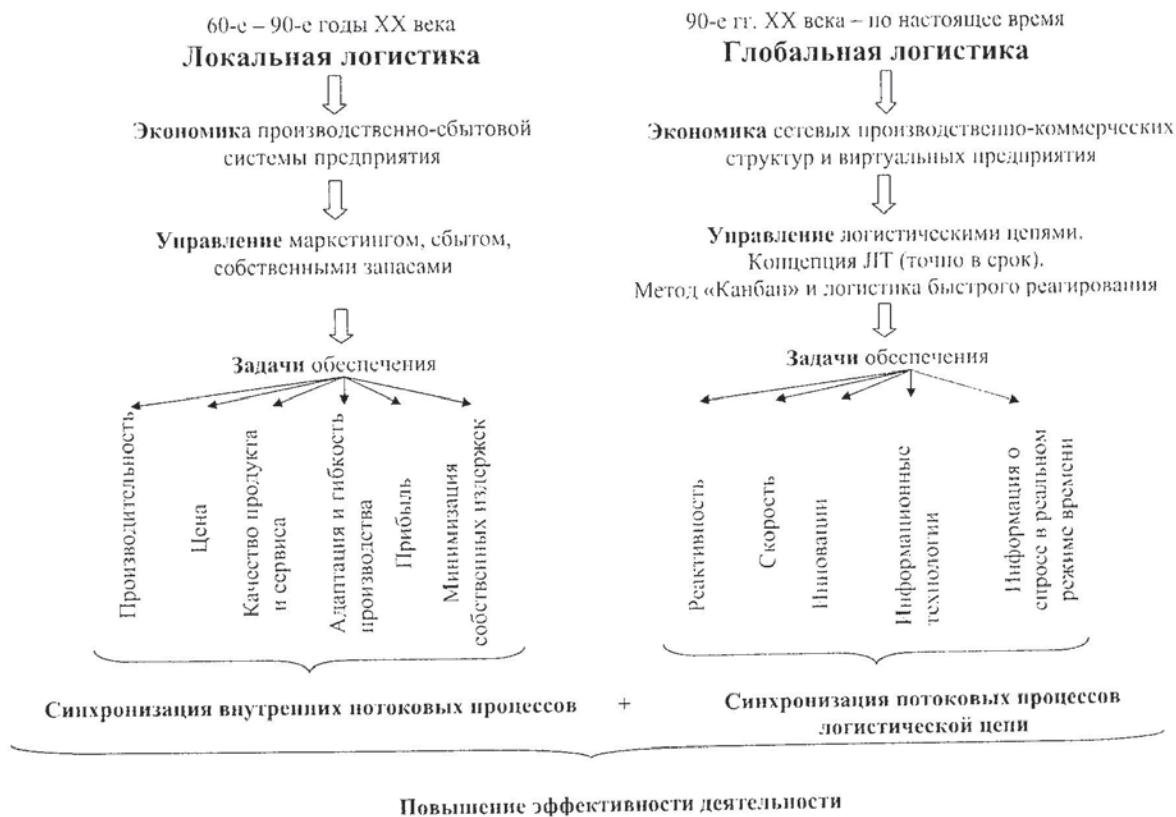 60-е – 90-е годы XX века
Локальная логистика
Экономика производственно-сбытовой
системы предприятия
Управление маркетингом, сбытом,
собственными запасами
Задачи обеспечения
Производительность
Цена
Качество продукта
и сервиса
Адаптация и гибкость
производства
Прибыль
Минимизация
собственных издержек
Синхронизация внутренних потоковых процессов
+
90-е гг. XX века – по настоящее время
Глобальная логистика
Экономика сетевых производственно-коммерческих
структур и виртуальных предприятия
Управление логистическими цепями.
Концепция JIT (точно в срок).
Метод «Канбан» и логистика быстрого реагирования
Задачи обеспечения
Реактивность
Скорость
Инновации
Информационные
технологии
Информация о
спросе в реальном
режиме времени
Синхронизация потоковых процессов
логистической цепи
Повышение эффективности деятельности